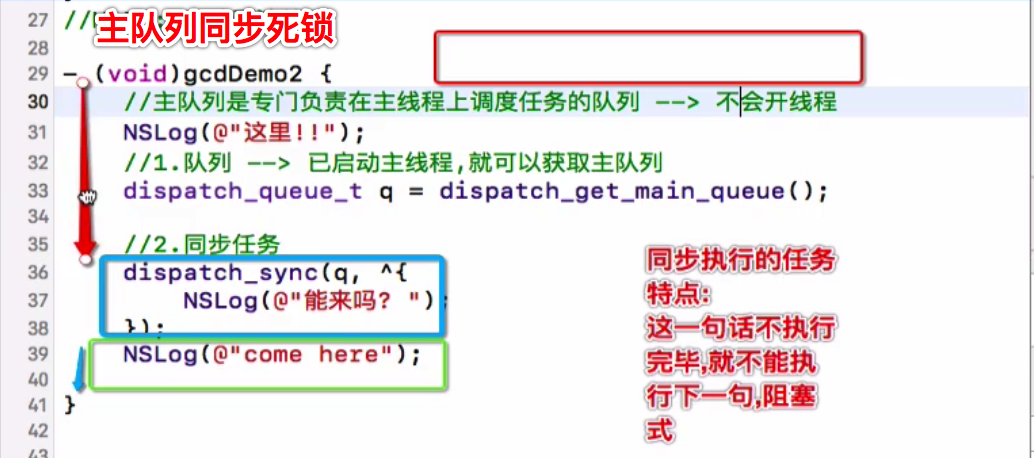 主队列同步死锁
27 //
28
29 - (void)gcdDemo2 {
30 //主队列是专门负责在主线程上调度任务的队列 --> 不会开线程
31 NSLog(@"这里!!");
32 //1.队列 --> 已启动主线程,就可以获取主队列
33 dispatch_queue_t q = dispatch_get_main_queue();
34
35 //2.同步任务
36 dispatch_sync(q, ^{
37 NSLog(@"能来吗? ");
38 });
39 NSLog(@"come here");
40
41 }
42
43
同步执行的任务
特点:
这一句话不执行
完毕,就不能执
行下一句,阻塞
式